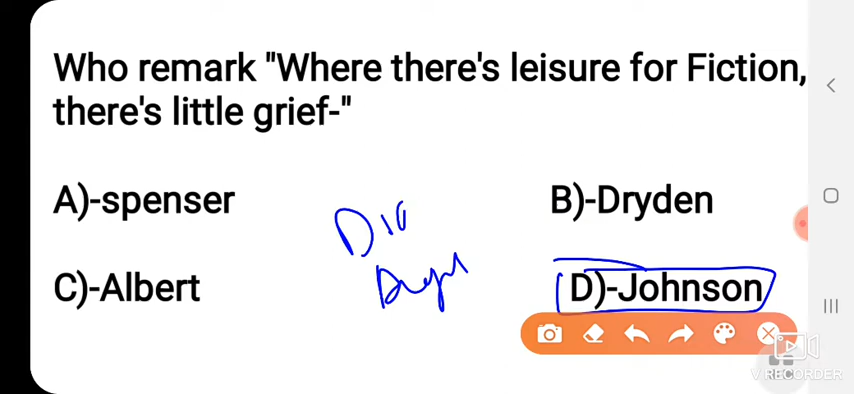 Who remark "Where there's leisure for Fiction,
there's little grief-"
A)-spenser
B)-Dryden
C)-Albert
D)-Johnson
V RECORDER